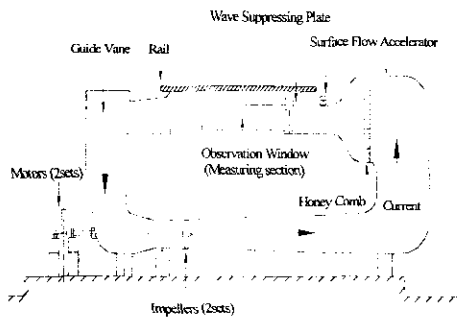 Wave Suppressing Plate
Guide Vane
Rail
Surface Flow Accelerator
Observation Window
(Measuring section)
Motors (2sets)
Honey Comb
Current
Impellers (2sets)